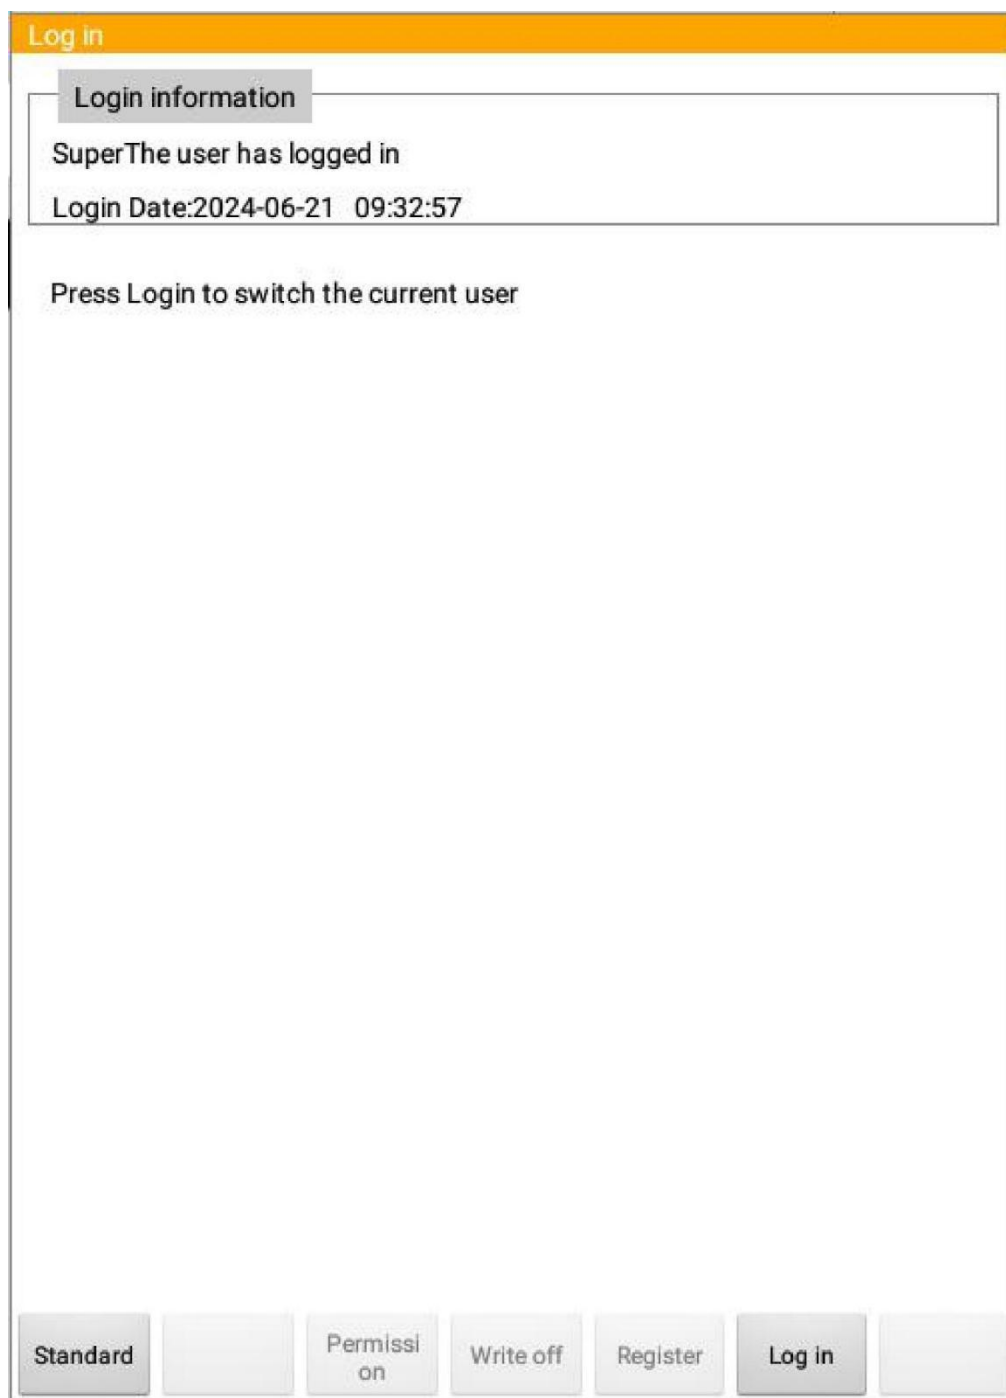 Log in
Login information
SuperThe user has logged in
Login Date:2024-06-21 09:32:57
Press Login to switch the current user
Standard
Permissi
on
Write off
Register
Log in